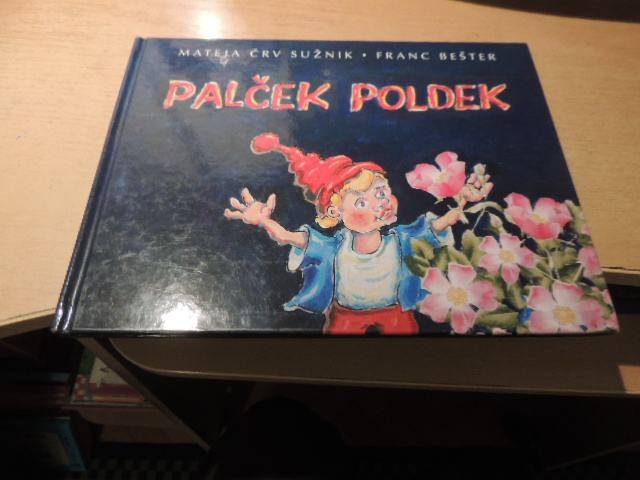 MATEJA ČRV SUŽNIK • FRANC BEŠTER
PALČEK POLDEK